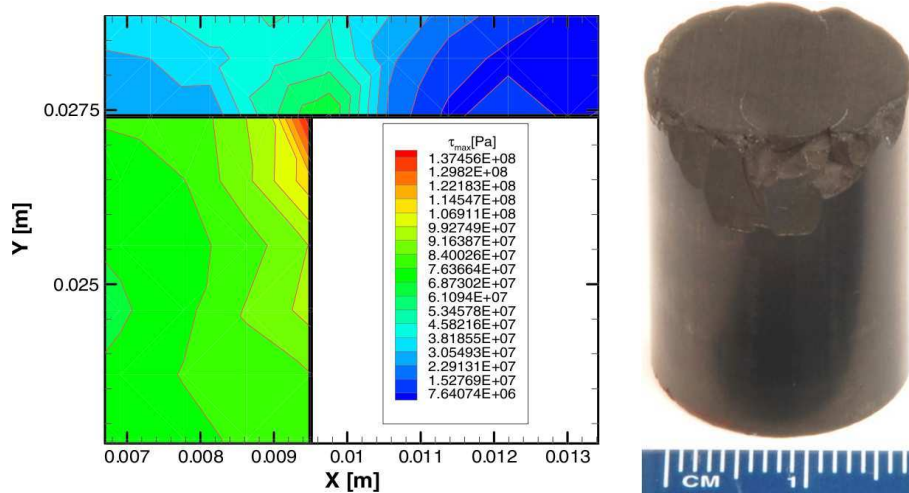 0.0275
0.025
Y [m]
τmax[Pa]
1.37456E+08
1.2982E+08
1.22183E+08
1.14547E+08
1.06911E+08
9.92749E+07
9.16387E+07
8.40026E+07
7.63664E+07
6.87302E+07
6.1094E+07
5.34578E+07
4.58216E+07
3.81855E+07
3.05493E+07
2.29131E+07
1.52769E+07
7.64074E+06
0.007 0.008 0.009 0.01 0.011 0.012 0.013
X [m]
CM 1